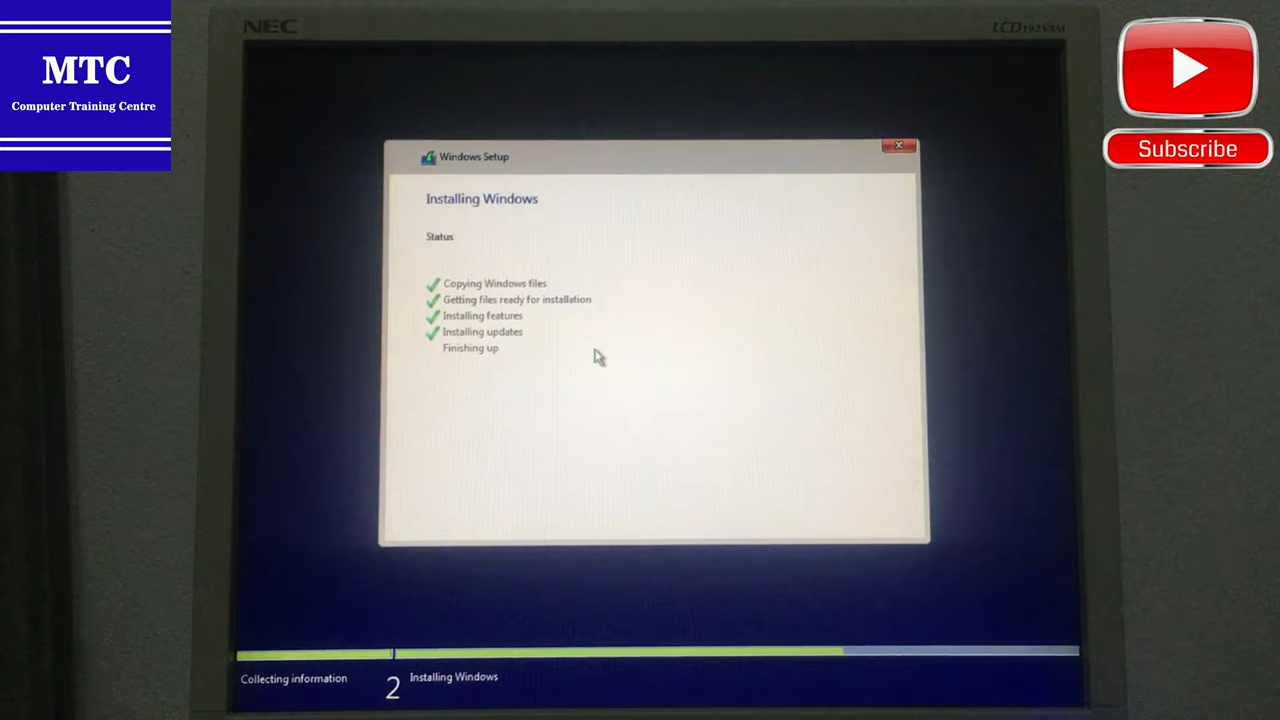 MTC
Computer Training Centre
NEC
LCD192VXM
Subscribe
Windows Setup
Installing Windows
Status
Copying Windows files
Getting files ready for installation
Installing features
Installing updates
Finishing up
Collecting information
2
Installing Windows